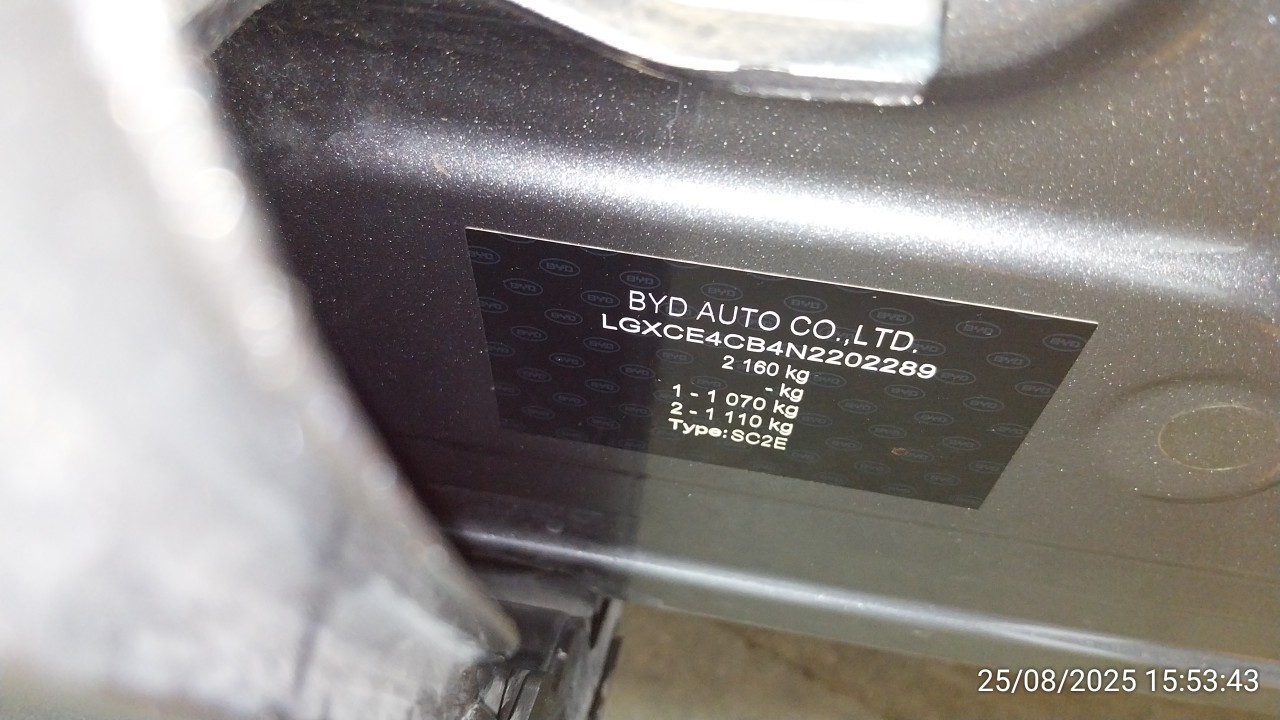 BYD AUTO CO.,LTD.
LGXCE4CB4N2202289
2 160 kg
- kg
1 - 1 070 kg
2 - 1 110 kg
Type: SC2E
25/08/2025 15:53:43